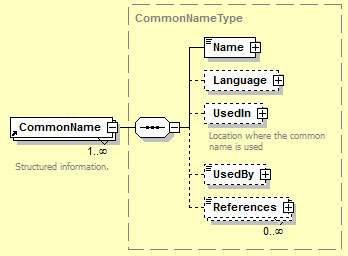 CommonNameType
Name
Language
UsedIn
Location where the common
name is used
CommonName
1..∞
Structured information.
UsedBy
References
0..∞